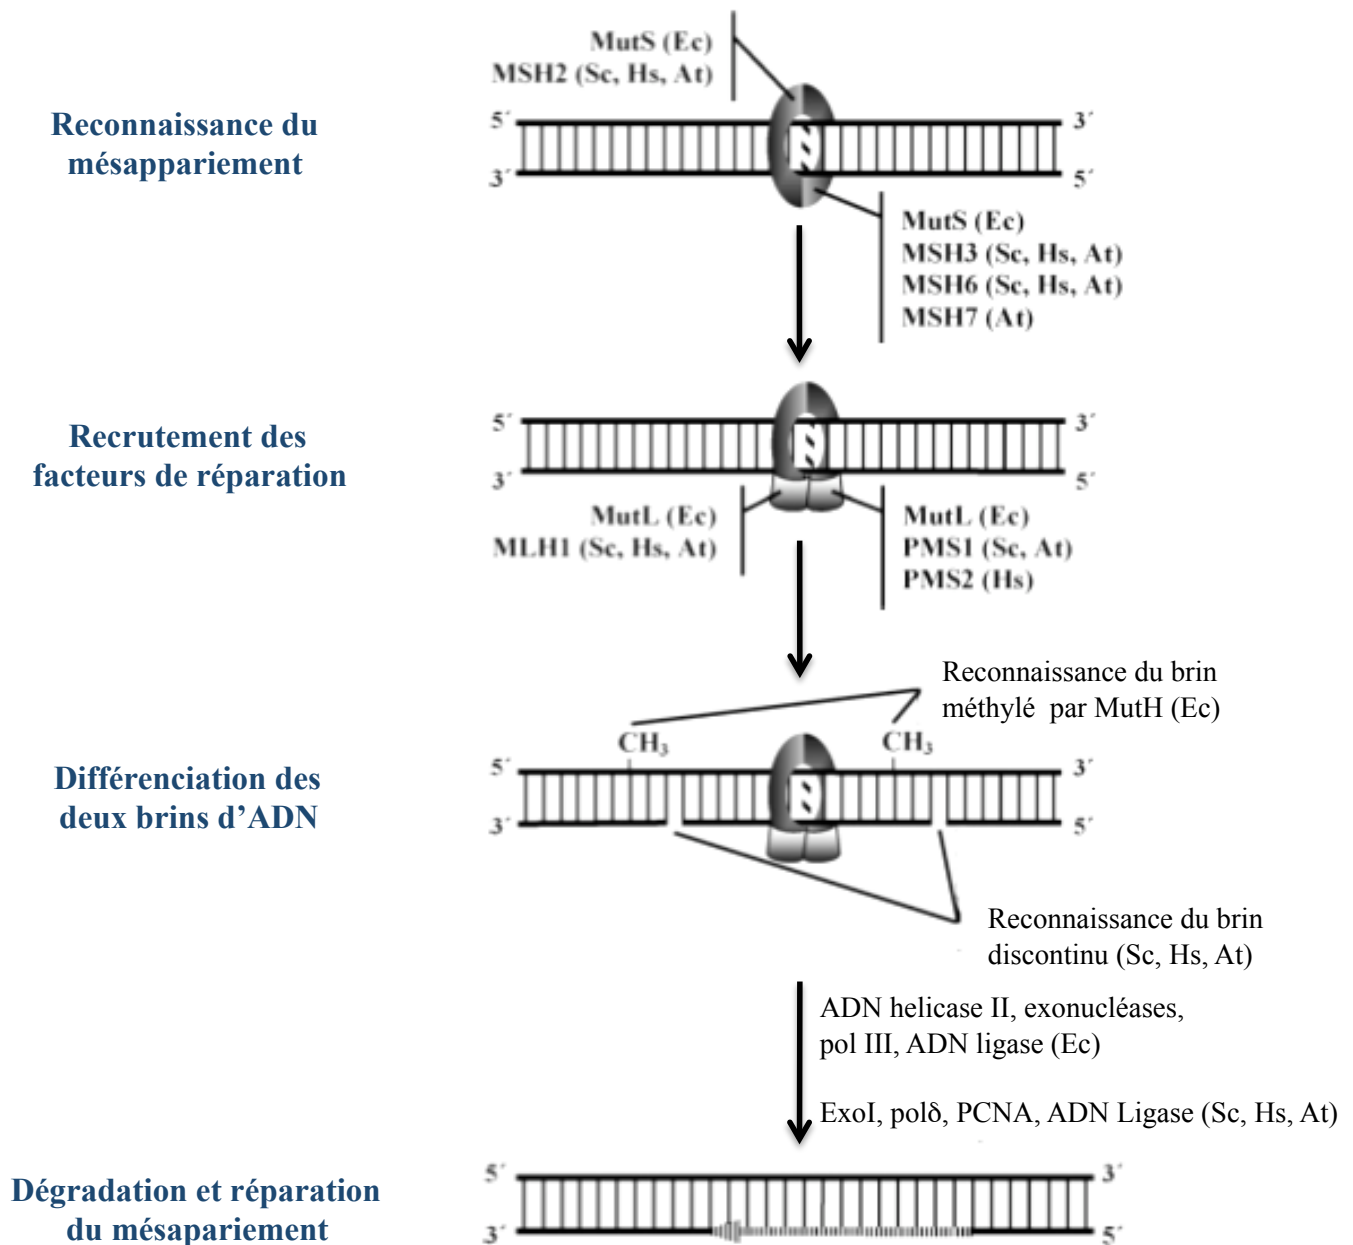 MutS (Ec)
MSH2 (Sc, Hs, At)
Reconnaissance du
mésappariement
5´ 3´
3´ 5´
MutS (Ec)
MSH3 (Sc, Hs, At)
MSH6 (Sc, Hs, At)
MSH7 (At)
Recrutement des
facteurs de réparation
5´ 3´
3´ 5´
MutL (Ec)
MLH1 (Sc, Hs, At)
MutL (Ec)
PMS1 (Sc, At)
PMS2 (Hs)
Reconnaissance du brin
méthylé par MutH (Ec)
CH₃ CH₃
Différenciation des
deux brins d’ADN
5´ 3´
3´ 5´
Reconnaissance du brin
discontinu (Sc, Hs, At)
ADN helicase II, exonucléases,
pol III, ADN ligase (Ec)
ExoI, polδ, PCNA, ADN Ligase (Sc, Hs, At)
Dégradation et réparation
du mésapariement
5´ 3´
3´ 5´